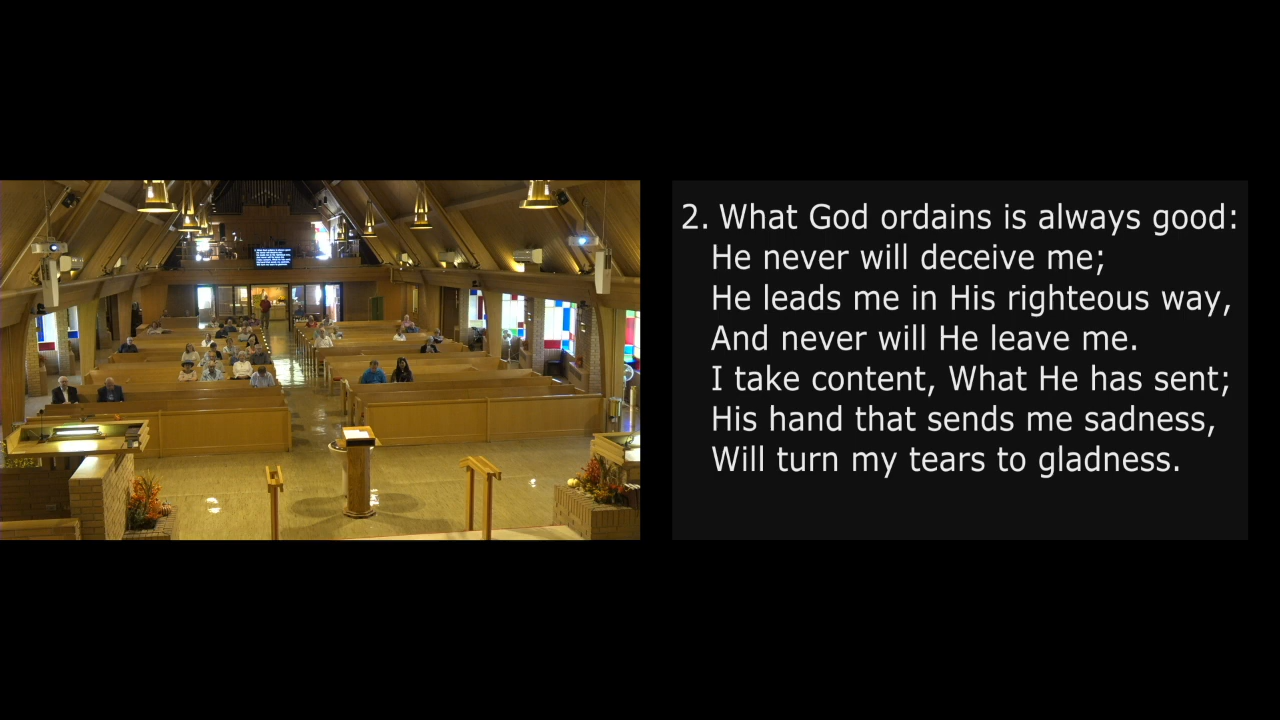 2. What God ordains is always good:
He never will deceive me;
He leads me in His righteous way,
And never will He leave me.
I take content, What He has sent;
His hand that sends me sadness,
Will turn my tears to gladness.